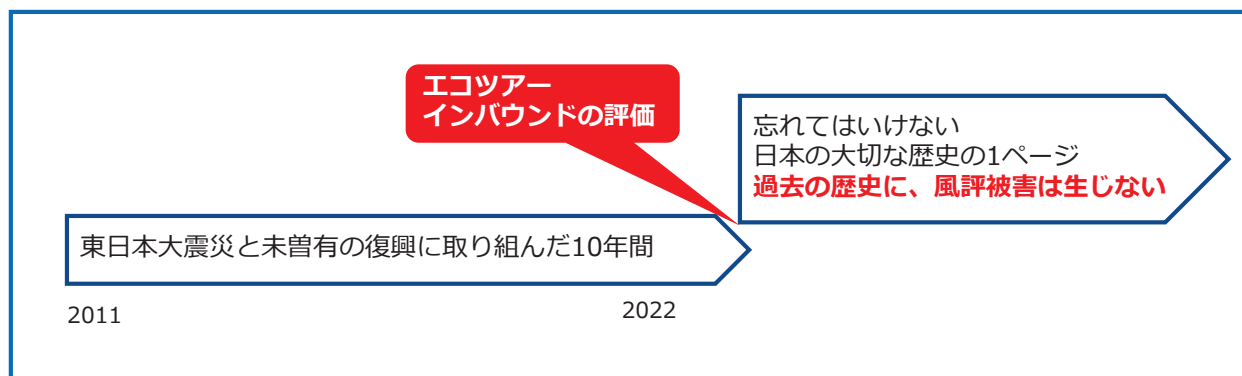 エコツアー
インバウンドの評価
忘れてはいけない
日本の大切な歴史の1ページ
過去の歴史に、風評被害は生じない
東日本大震災と未曽有の復興に取り組んだ10年間
2011
2022